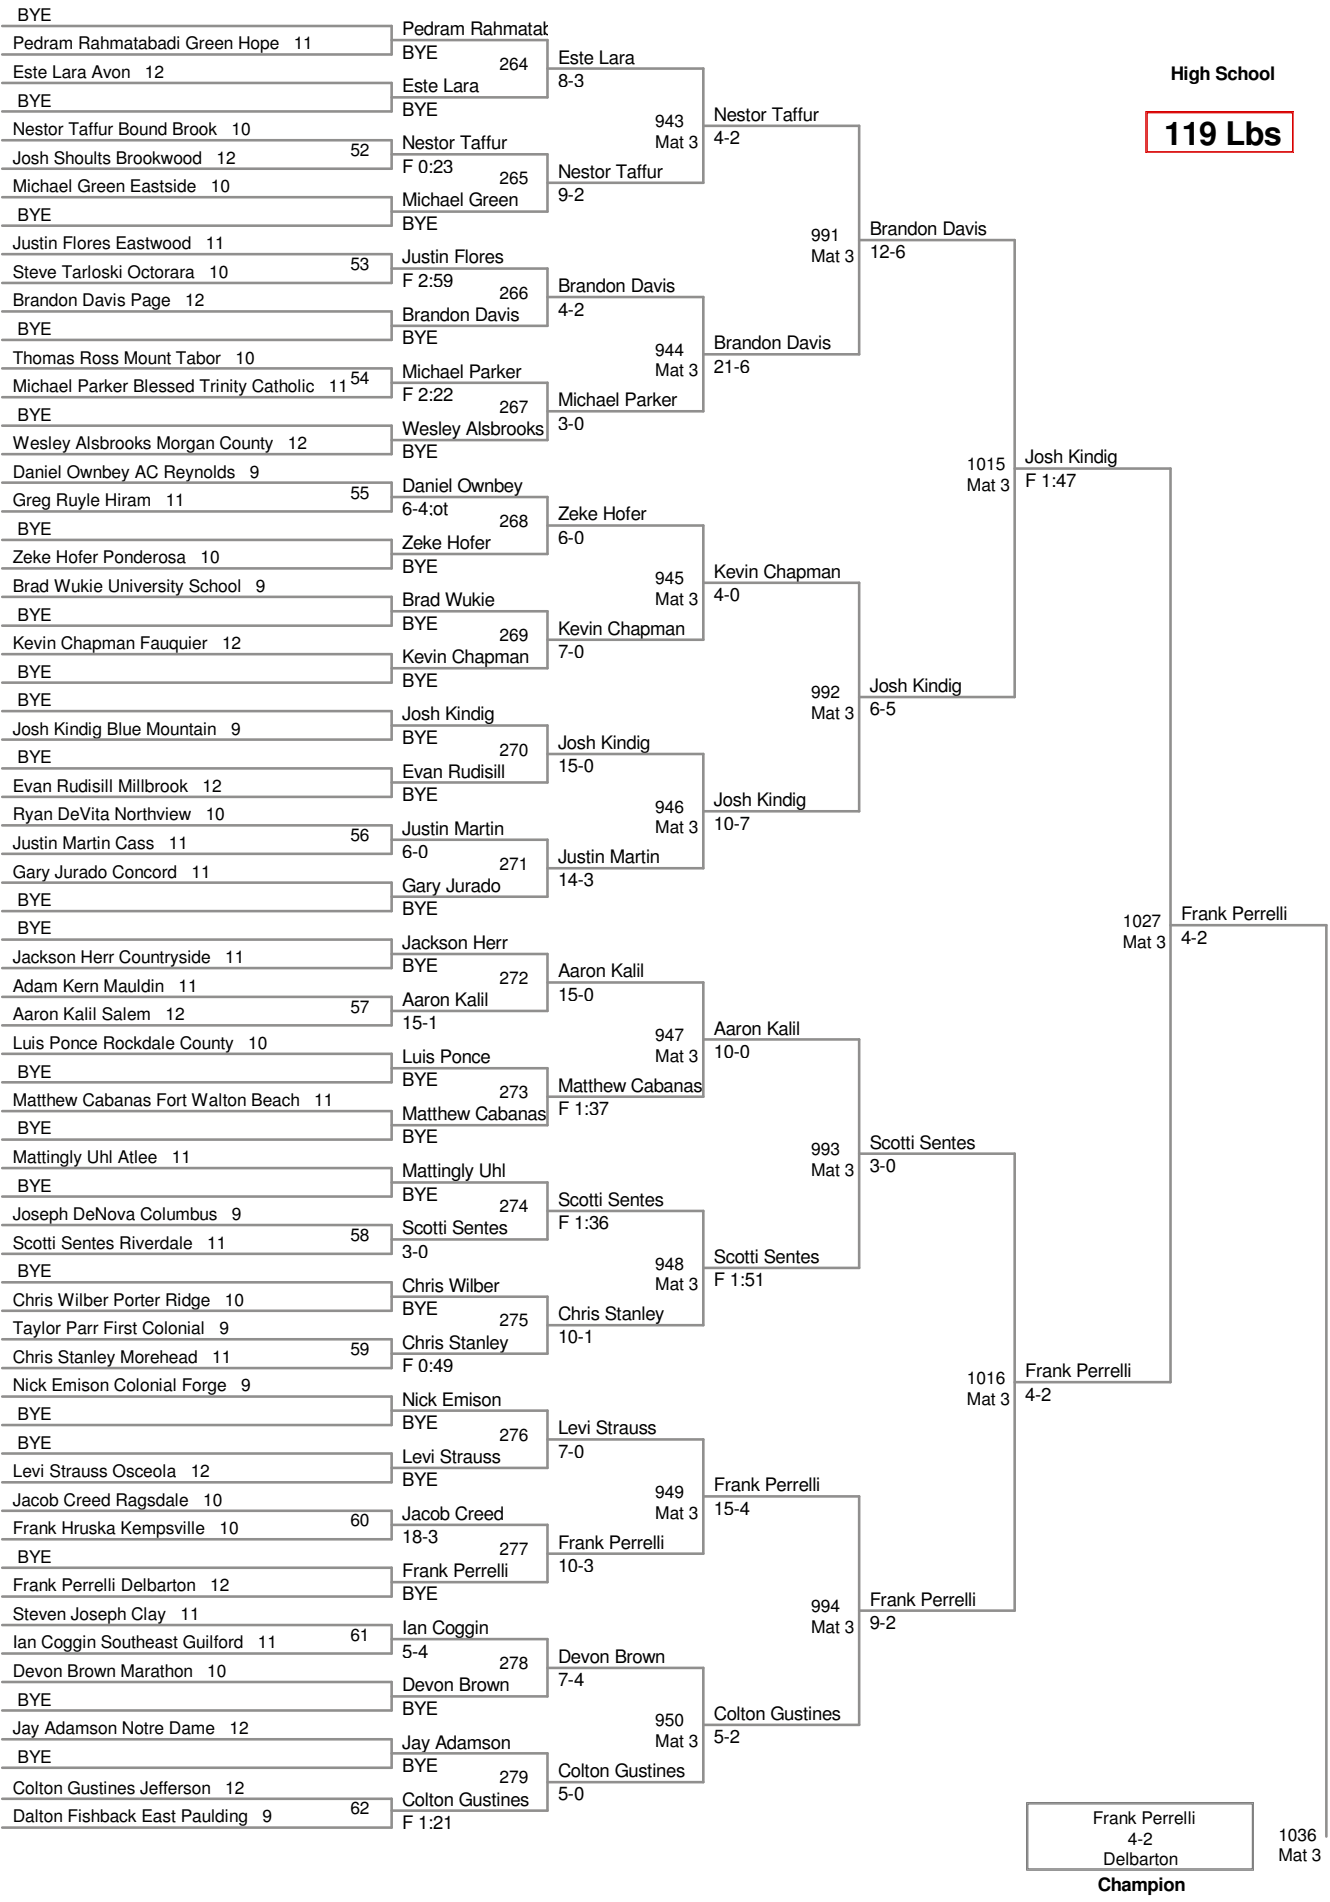 High School
119 Lbs
BYE
Pedram Rahmatabadi Green Hope 11
Este Lara Avon 12
BYE
Nestor Taffur Bound Brook 10
Josh Shoults Brookwood 12
Michael Green Eastside 10
BYE
Justin Flores Eastwood 11
Steve Tarloski Octorara 10
Brandon Davis Page 12
BYE
Thomas Ross Mount Tabor 10
Michael Parker Blessed Trinity Catholic 11
BYE
Wesley Alsbrooks Morgan County 12
Daniel Ownbey AC Reynolds 9
Greg Ruyle Hiram 11
BYE
Zeke Hofer Ponderosa 10
Brad Wukie University School 9
BYE
Kevin Chapman Fauquier 12
BYE
BYE
Josh Kindig Blue Mountain 9
BYE
Evan Rudisill Millbrook 12
Ryan DeVita Northview 10
Justin Martin Cass 11
Gary Jurado Concord 11
BYE
BYE
Jackson Herr Countryside 11
Adam Kern Mauldin 11
Aaron Kalil Salem 12
Luis Ponce Rockdale County 10
BYE
Matthew Cabanas Fort Walton Beach 11
BYE
Mattingly Uhl Atlee 11
BYE
Joseph DeNova Columbus 9
Scotti Sentes Riverdale 11
BYE
Chris Wilber Porter Ridge 10
Taylor Parr First Colonial 9
Chris Stanley Morehead 11
Nick Emison Colonial Forge 9
BYE
BYE
Levi Strauss Osceola 12
Jacob Creed Ragsdale 10
Frank Hruska Kempsville 10
BYE
Frank Perrelli Delbarton 12
Steven Joseph Clay 11
Ian Coggin Southeast Guilford 11
Devon Brown Marathon 10
BYE
Jay Adamson Notre Dame 12
BYE
Colton Gustines Jefferson 12
Dalton Fishback East Paulding 9
52
53
54
55
56
57
58
59
60
61
62
Pedram Rahmatab
BYE
264
Este Lara
BYE
Nestor Taffur
F 0:23
265
Michael Green
BYE
Justin Flores
F 2:59
266
Brandon Davis
BYE
Michael Parker
F 2:22
267
Wesley Alsbrooks
BYE
Daniel Ownbey
6-4:ot
268
Zeke Hofer
BYE
Brad Wukie
BYE
269
Kevin Chapman
BYE
Josh Kindig
BYE
270
Evan Rudisill
BYE
Justin Martin
6-0
271
Gary Jurado
BYE
Jackson Herr
BYE
272
Aaron Kalil
15-1
Luis Ponce
BYE
273
Matthew Cabanas
BYE
Mattingly Uhl
BYE
274
Scotti Sentes
3-0
Chris Wilber
BYE
275
Chris Stanley
F 0:49
Nick Emison
BYE
276
Levi Strauss
BYE
Jacob Creed
18-3
277
Frank Perrelli
BYE
Ian Coggin
5-4
278
Devon Brown
BYE
Jay Adamson
BYE
279
Colton Gustines
F 1:21
Este Lara
8-3
943
Mat 3
Nestor Taffur
9-2
Brandon Davis
4-2
944
Mat 3
Michael Parker
3-0
Zeke Hofer
6-0
945
Mat 3
Kevin Chapman
7-0
Josh Kindig
15-0
946
Mat 3
Justin Martin
14-3
Aaron Kalil
15-0
947
Mat 3
Matthew Cabanas
F 1:37
Scotti Sentes
F 1:36
948
Mat 3
Chris Stanley
10-1
Levi Strauss
7-0
949
Mat 3
Frank Perrelli
10-3
Devon Brown
7-4
950
Mat 3
Colton Gustines
5-0
Nestor Taffur
4-2
991
Mat 3
Brandon Davis
21-6
Kevin Chapman
4-0
992
Mat 3
Josh Kindig
10-7
Aaron Kalil
10-0
993
Mat 3
Scotti Sentes
F 1:51
Frank Perrelli
15-4
994
Mat 3
Colton Gustines
5-2
Brandon Davis
12-6
1015
Mat 3
Josh Kindig
6-5
Scotti Sentes
3-0
1016
Mat 3
Frank Perrelli
9-2
Josh Kindig
F 1:47
1027
Mat 3
Frank Perrelli
4-2
Frank Perrelli
4-2
1036
Mat 3
Frank Perrelli
4-2
Delbarton
Champion